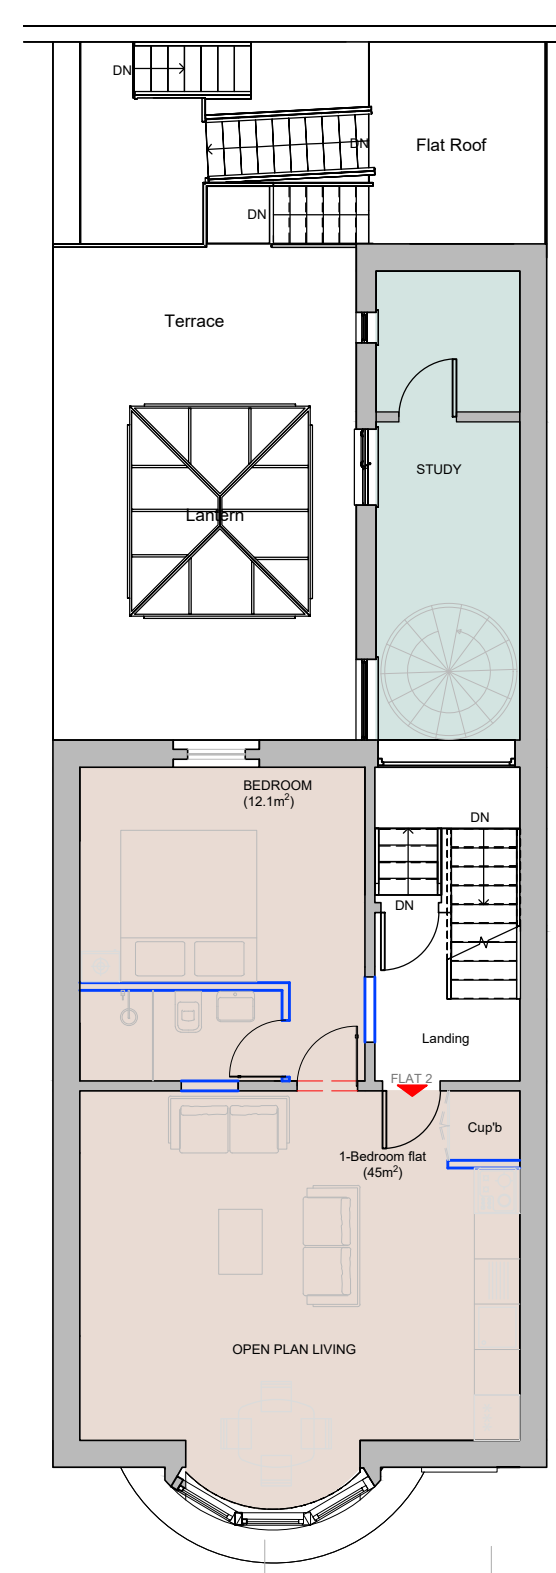 DN
DN
Flat Roof
DN
Terrace
STUDY
Lantern
BEDROOM
(12.1m²)
DN
DN
Landing
FLAT 2
Cup'b
1-Bedroom flat
(45m²)
OPEN PLAN LIVING